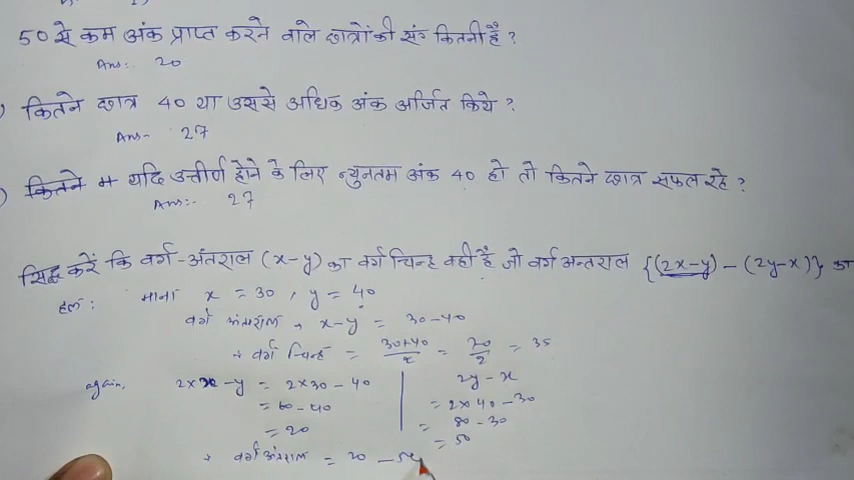 50 से कम अंक प्राप्त करने वाले छात्रों की सं॰ कितनी है ?
Ans:. 20
) कितने छात्र 40 या उससे अधिक अंक अर्जित किये ?
Ans- 27
) कितने म यदि उत्तीर्ण होने के लिए न्युनतम अंक 40 हो तो कितने छात्र सफल रहे ?
Ans:- 27
सिद्ध करें कि वर्ग-अंतराल (x-y) का वर्ग चिन्ह वही है जो वर्ग अन्तराल {(2x-y) - (2y-x)} का
हल: माना x = 30, y = 40
वर्ग अंतराल, x-y = 30-40
वर्ग चिन्ह = 30+40/2 = 70/2 = 35
again, 2×x-y = 2×30-40 | 2y-x
= 60-40 | = 2×40-30
= 20 | = 80-30
= 50
वर्ग अंतराल = 20 - 50